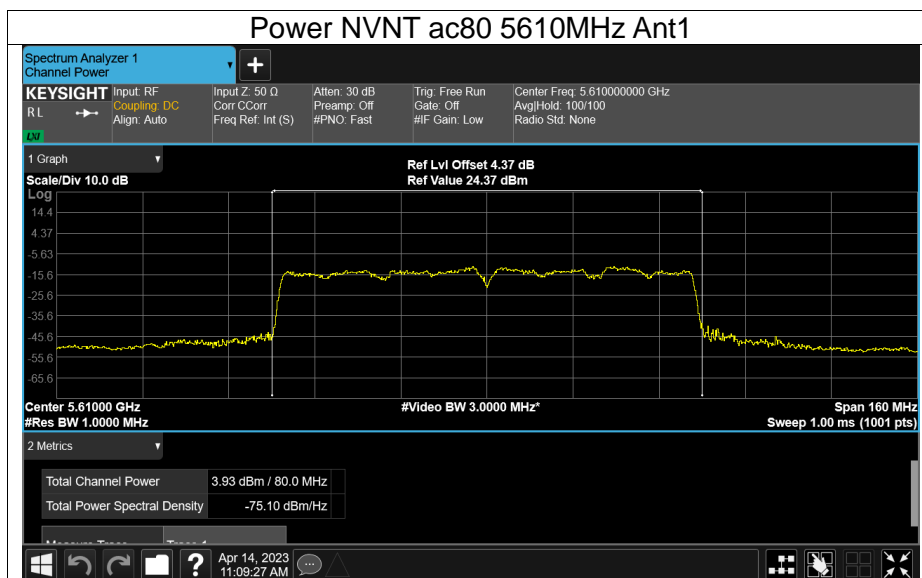 Power NVNT ac80 5610MHz Ant1
Spectrum Analyzer 1
Channel Power
KEYSIGHT
RL
LXI
Input: RF
Coupling: DC
Align: Auto
Input Z: 50 Ω
Corr CCorr
Freq Ref: Int (S)
Atten: 30 dB
Preamp: Off
#PNO: Fast
Trig: Free Run
Gate: Off
#IF Gain: Low
Center Freq: 5.610000000 GHz
Avg|Hold: 100/100
Radio Std: None
1 Graph
Scale/Div 10.0 dB
Ref Lvl Offset 4.37 dB
Ref Value 24.37 dBm
Log
14.4
4.37
-5.63
-15.6
-25.6
-35.6
-45.6
-55.6
-65.6
Center 5.61000 GHz
#Res BW 1.0000 MHz
#Video BW 3.0000 MHz*
Span 160 MHz
Sweep 1.00 ms (1001 pts)
2 Metrics
Total Channel Power 3.93 dBm / 80.0 MHz
Total Power Spectral Density -75.10 dBm/Hz
Apr 14, 2023
11:09:27 AM